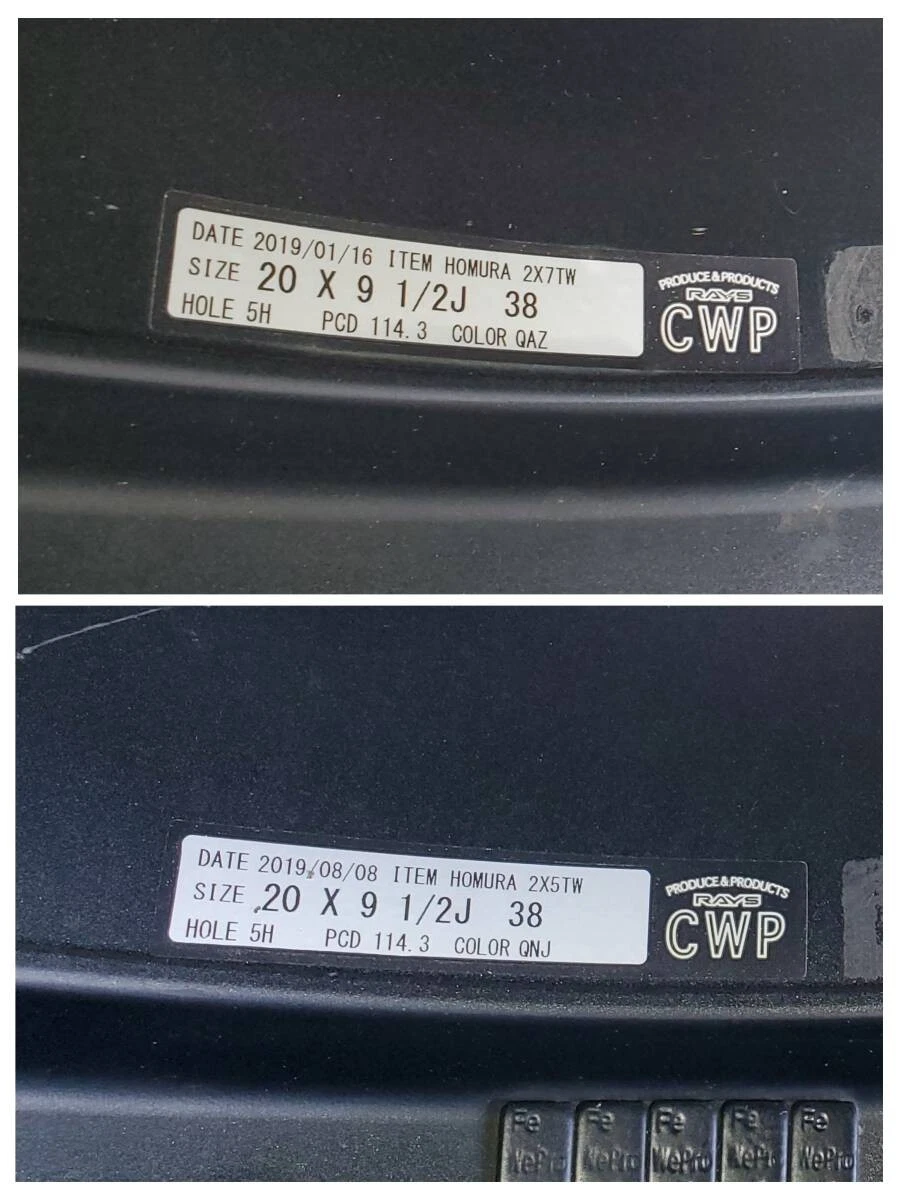 DATE 2019/01/16 ITEM HOMURA 2X7TW
SIZE 20 X 9 1/2J 38
HOLE 5H PCD 114.3 COLOR QAZ
PRODUCE & PRODUCTS
RAYS
CWP
DATE 2019/08/08 ITEM HOMURA 2X5TW
SIZE 20 X 9 1/2J 38
HOLE 5H PCD 114.3 COLOR QNJ
PRODUCE & PRODUCTS
RAYS
CWP
Fe Fe Fe Fe Fe
WePro WePro WePro WePro WePro